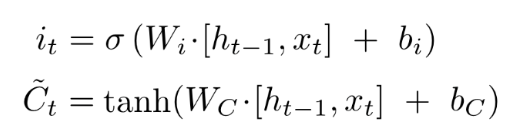 i_t = σ (W_i·[h_{t−1}, x_t] + b_i)
C̃_t = tanh(W_C·[h_{t−1}, x_t] + b_C)